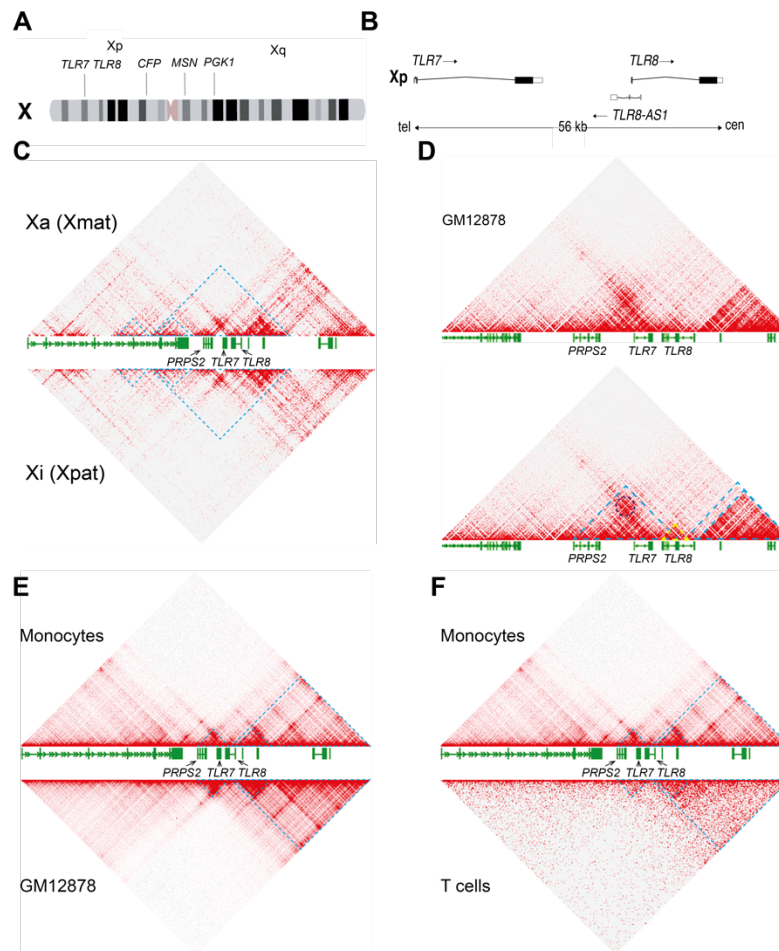 A
Xp
Xq
TLR7 TLR8 CFP MSN PGK1
X
B
TLR7→
TLR8→
Xp
←TLR8-AS1
tel
56 kb
cen
C
Xa (Xmat)
PRPS2 TLR7 TLR8
Xi (Xpat)
D
GM12878
PRPS2 TLR7 TLR8
PRPS2 TLR7 TLR8
E
Monocytes
PRPS2 TLR7 TLR8
GM12878
F
Monocytes
PRPS2 TLR7 TLR8
T cells